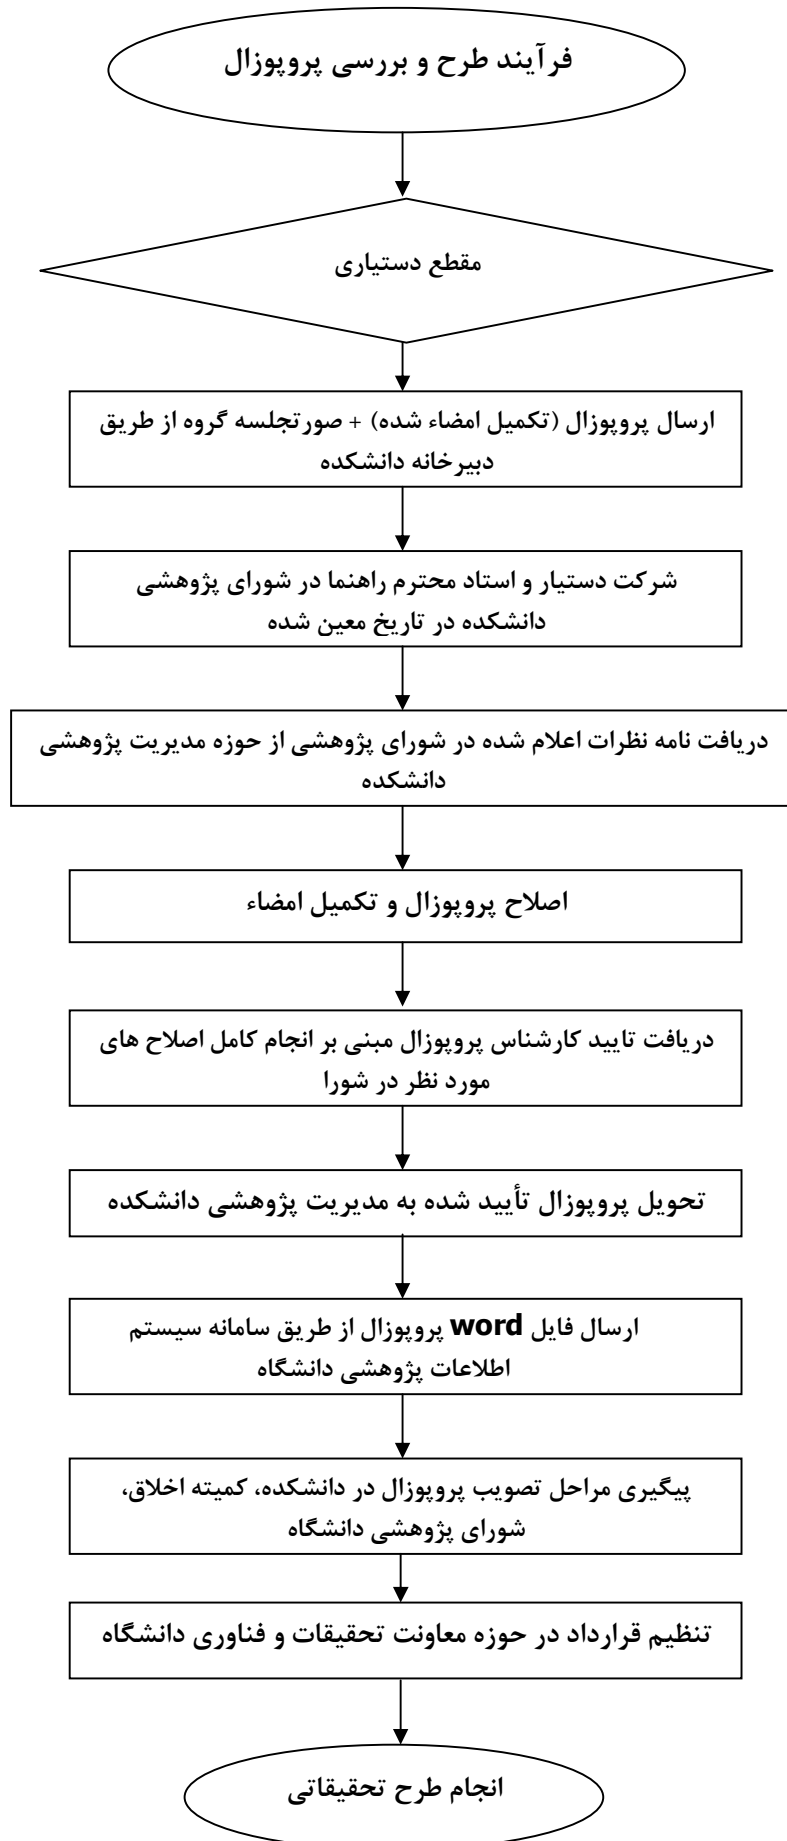 فرآیند طرح و بررسی پروپوزال
مقطع دستیاری
ارسال پروپوزال (تکمیل امضاء شده) + صورتجلسه گروه از طریق
دبیرخانه دانشکده
شرکت دستیار و استاد محترم راهنما در شورای پژوهشی
دانشکده در تاریخ معین شده
دریافت نامه نظرات اعلام شده در شورای پژوهشی از حوزه مدیریت پژوهشی
دانشکده
اصلاح پروپوزال و تکمیل امضاء
دریافت تایید کارشناس پروپوزال مبنی بر انجام کامل اصلاح های
مورد نظر در شورا
تحویل پروپوزال تأیید شده به مدیریت پژوهشی دانشکده
ارسال فایل word پروپوزال از طریق سامانه سیستم
اطلاعات پژوهشی دانشگاه
پیگیری مراحل تصویب پروپوزال در دانشکده، کمیته اخلاق،
شورای پژوهشی دانشگاه
تنظیم قرارداد در حوزه معاونت تحقیقات و فناوری دانشگاه
انجام طرح تحقیقاتی